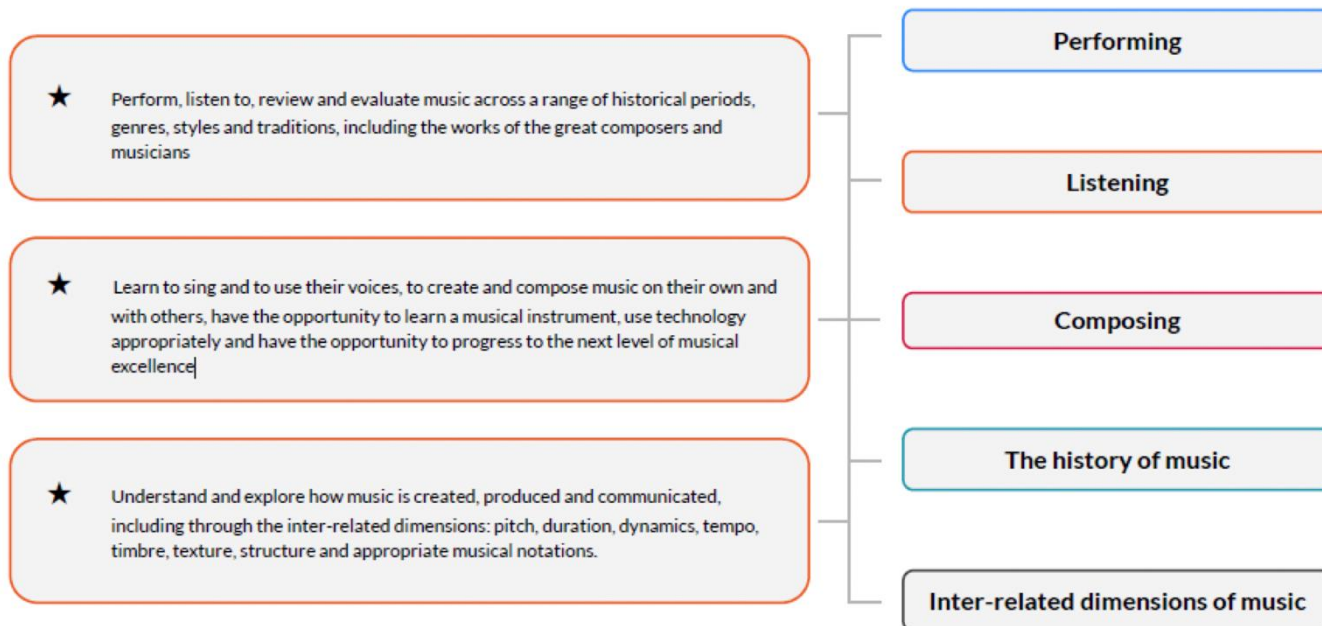 ★ Perform, listen to, review and evaluate music across a range of historical periods,
genres, styles and traditions, including the works of the great composers and
musicians
★ Learn to sing and to use their voices, to create and compose music on their own and
with others, have the opportunity to learn a musical instrument, use technology
appropriately and have the opportunity to progress to the next level of musical
excellence
★ Understand and explore how music is created, produced and communicated,
including through the inter-related dimensions: pitch, duration, dynamics, tempo,
timbre, texture, structure and appropriate musical notations.
Performing
Listening
Composing
The history of music
Inter-related dimensions of music